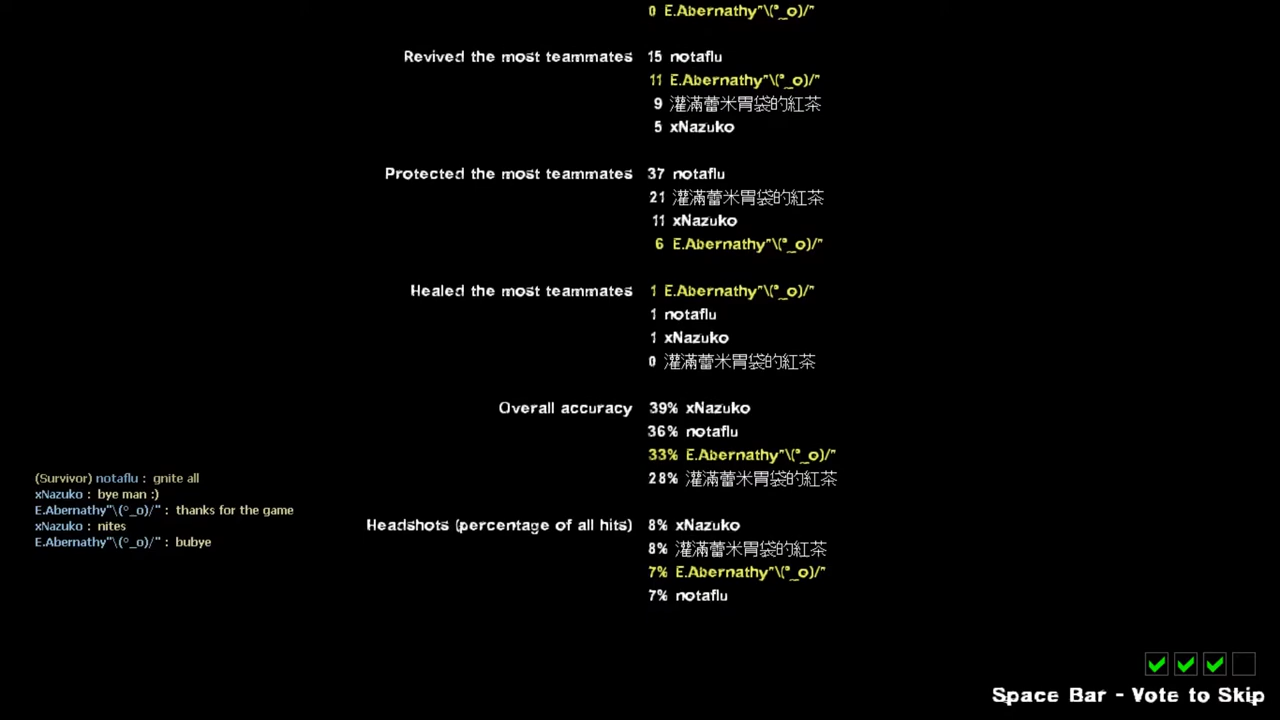 0 E.Abernathy"\(°_o)/"
Revived the most teammates 15 notaflu
11 E.Abernathy"\(°_o)/"
9 灌滿蕾米胃袋的紅茶
5 xNazuko
Protected the most teammates 37 notaflu
21 灌滿蕾米胃袋的紅茶
11 xNazuko
6 E.Abernathy"\(°_o)/"
Healed the most teammates 1 E.Abernathy"\(°_o)/"
1 notaflu
1 xNazuko
0 灌滿蕾米胃袋的紅茶
Overall accuracy 39% xNazuko
36% notaflu
33% E.Abernathy"\(°_o)/"
28% 灌滿蕾米胃袋的紅茶
(Survivor) notaflu : gnite all
xNazuko : bye man :)
E.Abernathy"\(°_o)/" : thanks for the game
xNazuko : nites
E.Abernathy"\(°_o)/" : bubye
Headshots (percentage of all hits) 8% xNazuko
8% 灌滿蕾米胃袋的紅茶
7% E.Abernathy"\(°_o)/"
7% notaflu
Space Bar - Vote to Skip